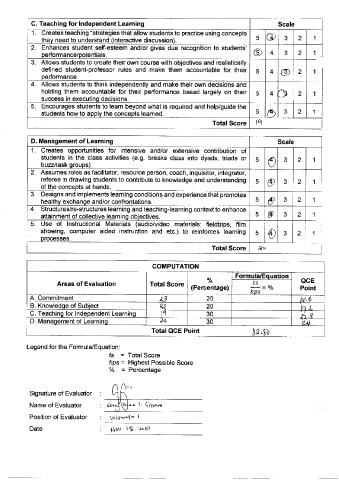 C. Teaching for Independent Learning Scale
1. Creates teaching "strategies that allow students to practice using concepts they need to understand (interactive discussion). 5 4 3 2 1
2. Enhances student self-esteem and/or gives due recognition to students' performance/potentials. 5 4 3 2 1
3. Allows students to create their own course with objectives and realistically defined student-professor rules and make them accountable for their performance. 5 4 3 2 1
4. Allows students to think independently and make their own decisions and holding them accountable for their performance based largely on their success in executing decisions. 5 4 3 2 1
5. Encourages students to learn beyond what is required and help/guide the students how to apply the concepts learned. 5 4 3 2 1
Total Score 19
D. Management of Learning Scale
1. Creates opportunities for intensive and/or extensive contribution of students in the class activities (e.g. breaks class into dyads, triads or buzz/task groups). 5 4 3 2 1
2. Assumes roles as facilitator, resource person, coach, inquisitor, integrator, referee in drawing students to contribute to knowledge and understanding of the concepts at hands. 5 4 3 2 1
3. Designs and implements learning conditions and experience that promotes healthy exchange and/or confrontations. 5 4 3 2 1
4. Structures/re-structures learning and teaching-learning context to enhance attainment of collective learning objectives. 5 4 3 2 1
5. Use of Instructional Materials (audio/video materials: fieldtrips, film showing, computer aided instruction and etc.) to reinforces learning processes. 5 4 3 2 1
Total Score 20
COMPUTATION
Areas of Evaluation Total Score % (Percentage) Formula/Equation ts/hps x % QCE Point
A. Commitment 23 20 18.4
B. Knowledge of Subject 22 20 17.6
C. Teaching for Independent Learning 19 30 22.8
D. Management of Learning 20 30 24
Total QCE Point 82.80
Legend for the Formula/Equation:
ts = Total Score
hps = Highest Possible Score
% = Percentage
Signature of Evaluator :
Name of Evaluator :
Position of Evaluator :
Date : Nov. 18, 2010